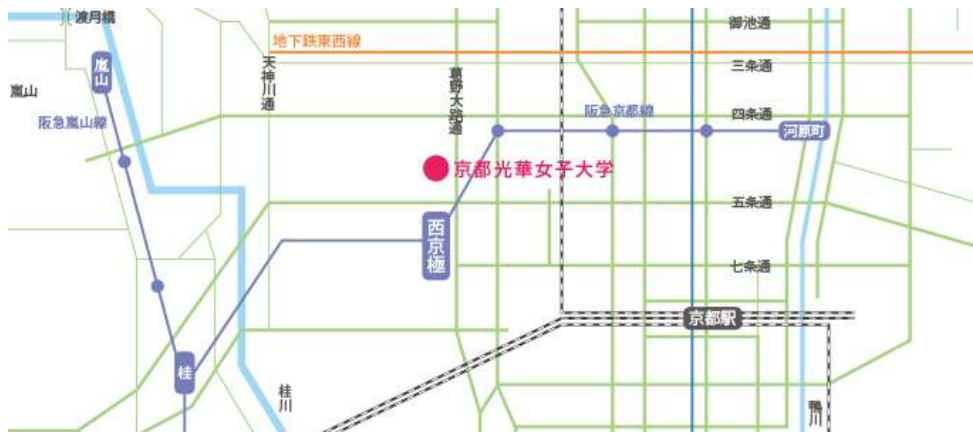 渡月橋
御池通
地下鉄東西線
三条通
嵐山
天神川通
葛野大路通
嵐山
阪急嵐山線
阪急京都線
四条通
河原町
京都光華女子大学
五条通
西京極
七条通
京都駅
桂
桂川
鴨川